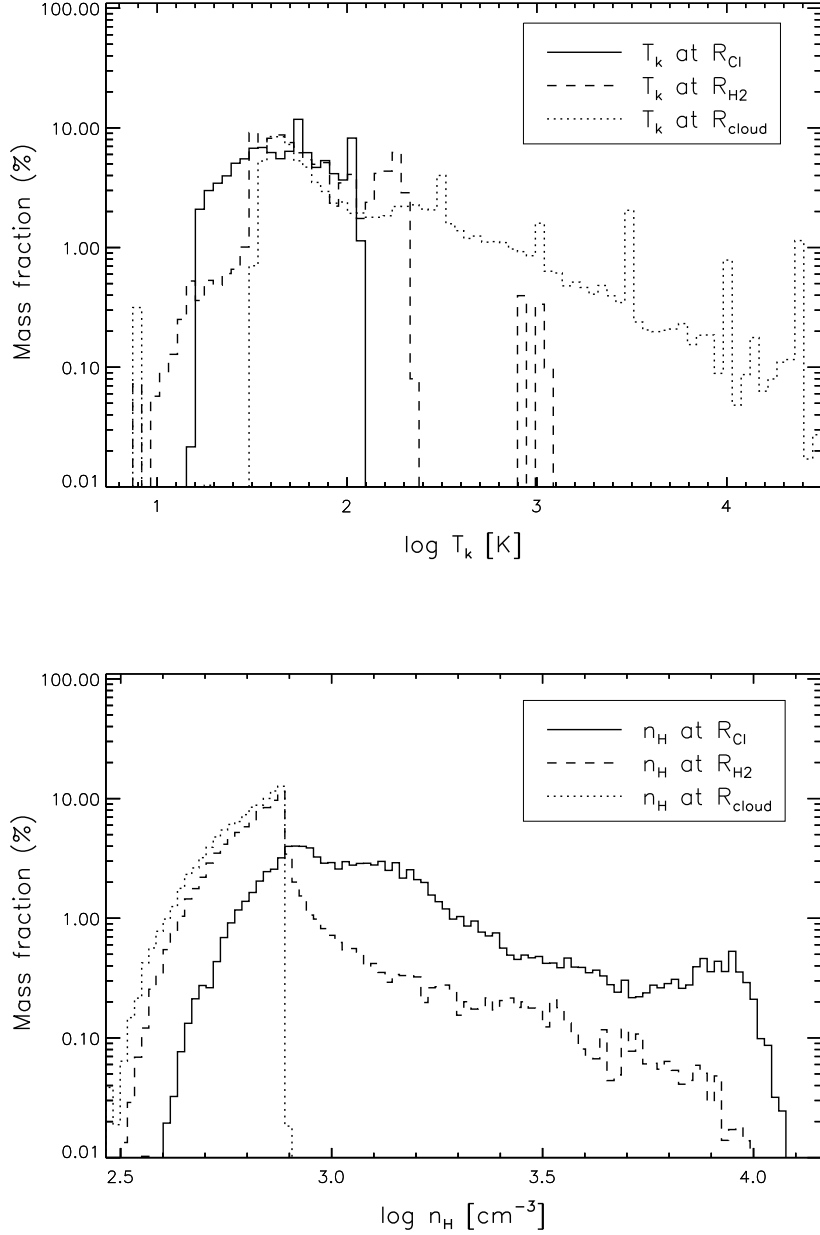 100.00
10.00
1.00
0.10
0.01
Mass fraction (%)
T_k at R_CI
T_k at R_H2
T_k at R_cloud
1 2 3 4
log T_k [K]
100.00
10.00
1.00
0.10
0.01
Mass fraction (%)
n_H at R_CI
n_H at R_H2
n_H at R_cloud
2.5 3.0 3.5 4.0
log n_H [cm⁻³]